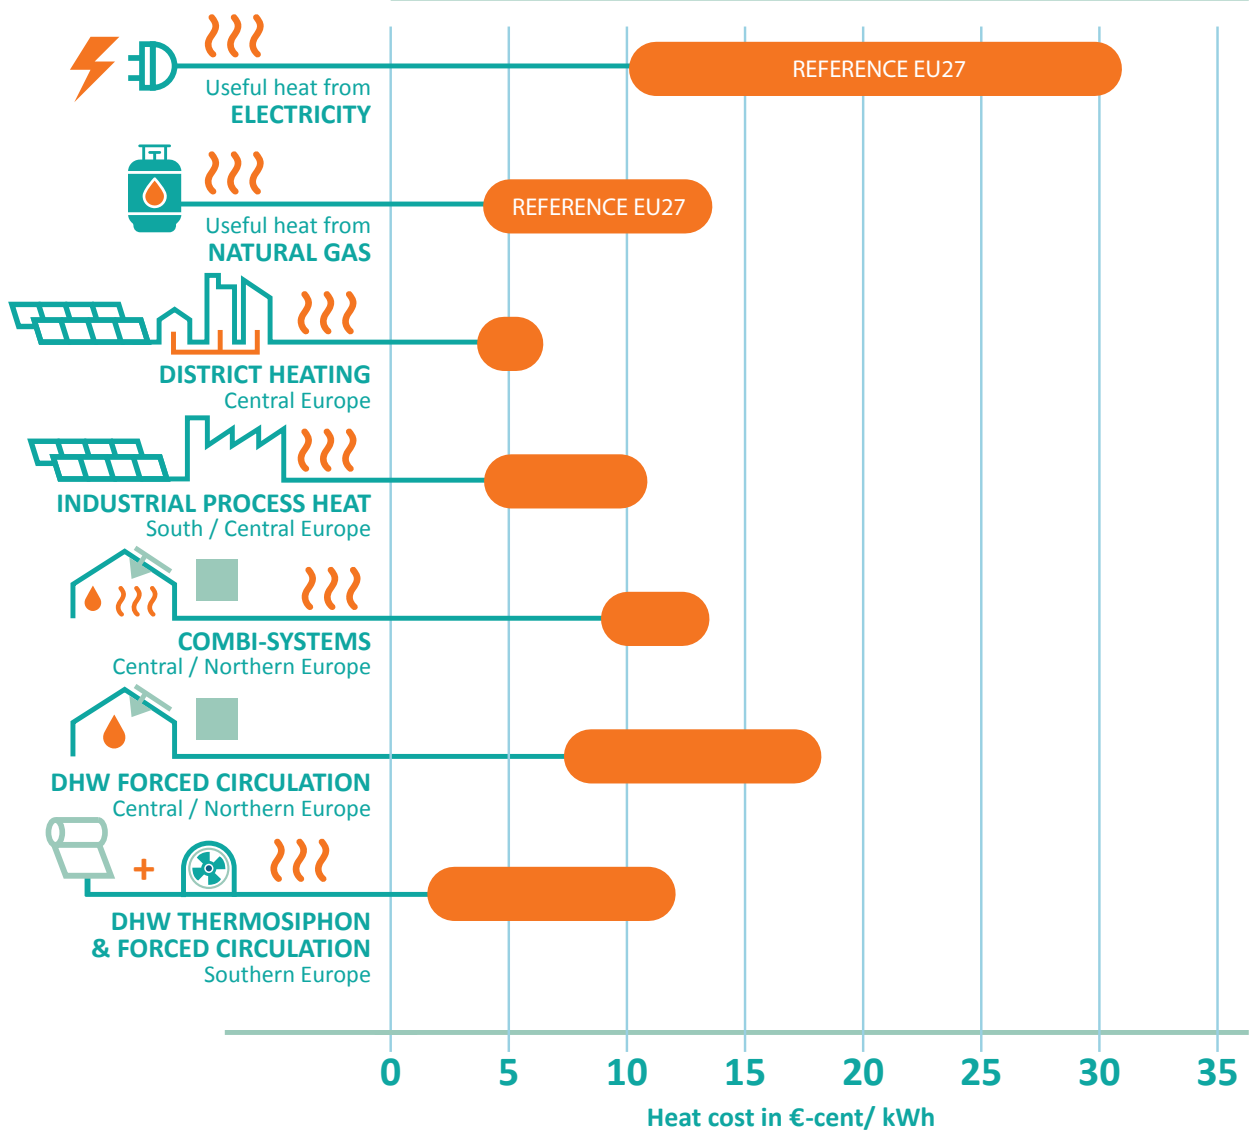 REFERENCE EU27
Useful heat from
ELECTRICITY
REFERENCE EU27
Useful heat from
NATURAL GAS
DISTRICT HEATING
Central Europe
INDUSTRIAL PROCESS HEAT
South / Central Europe
COMBI-SYSTEMS
Central / Northern Europe
DHW FORCED CIRCULATION
Central / Northern Europe
+
DHW THERMOSIPHON
& FORCED CIRCULATION
Southern Europe
0 5 10 15 20 25 30 35
Heat cost in €-cent/ kWh